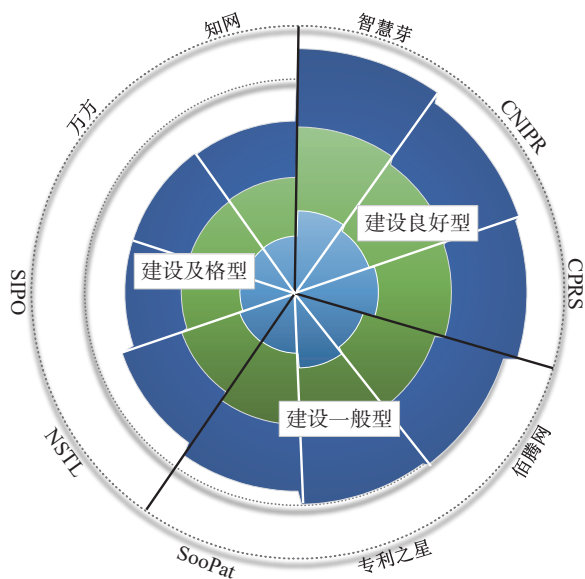 知网
智慧芽
万方
CNIPR
建设良好型
建设及格型
SIPO
CPRS
建设一般型
NSTL
佰腾网
SooPat
专利之星